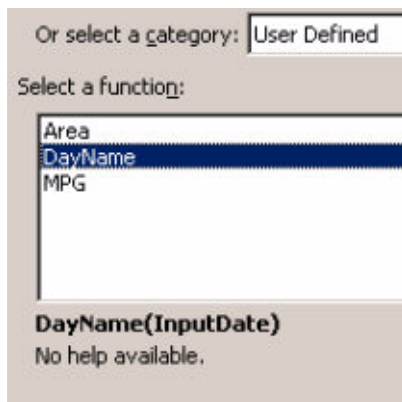 Or select a category: User Defined
Select a function:
Area
DayName
MPG
DayName(InputDate)
No help available.